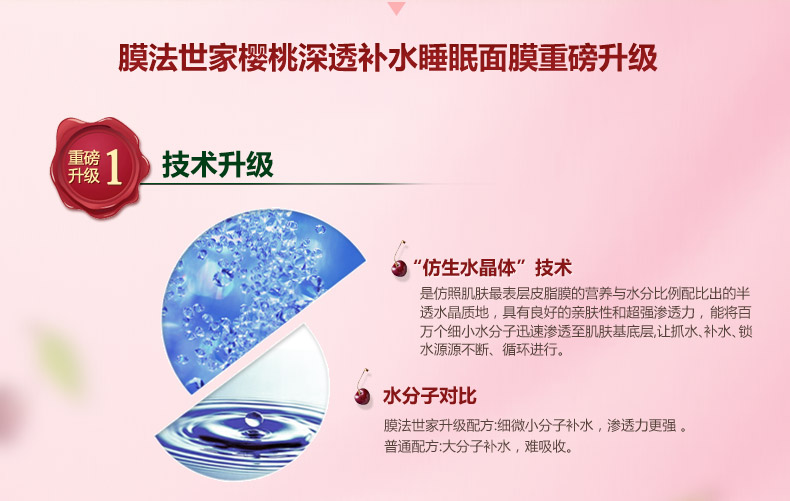 膜法世家樱桃深透补水睡眠面膜重磅升级
重磅
升级 1
技术升级
“仿生水晶体”技术
是仿照肌肤最表层皮脂膜的营养与水分比例配比出的半
透水晶质地，具有良好的亲肤性和超强渗透力，能将百
万个细小水分子迅速渗透至肌肤基底层,让抓水、补水、锁
水源源不断、循环进行。
水分子对比
膜法世家升级配方:细微小分子补水，渗透力更强 。
普通配方:大分子补水，难吸收。